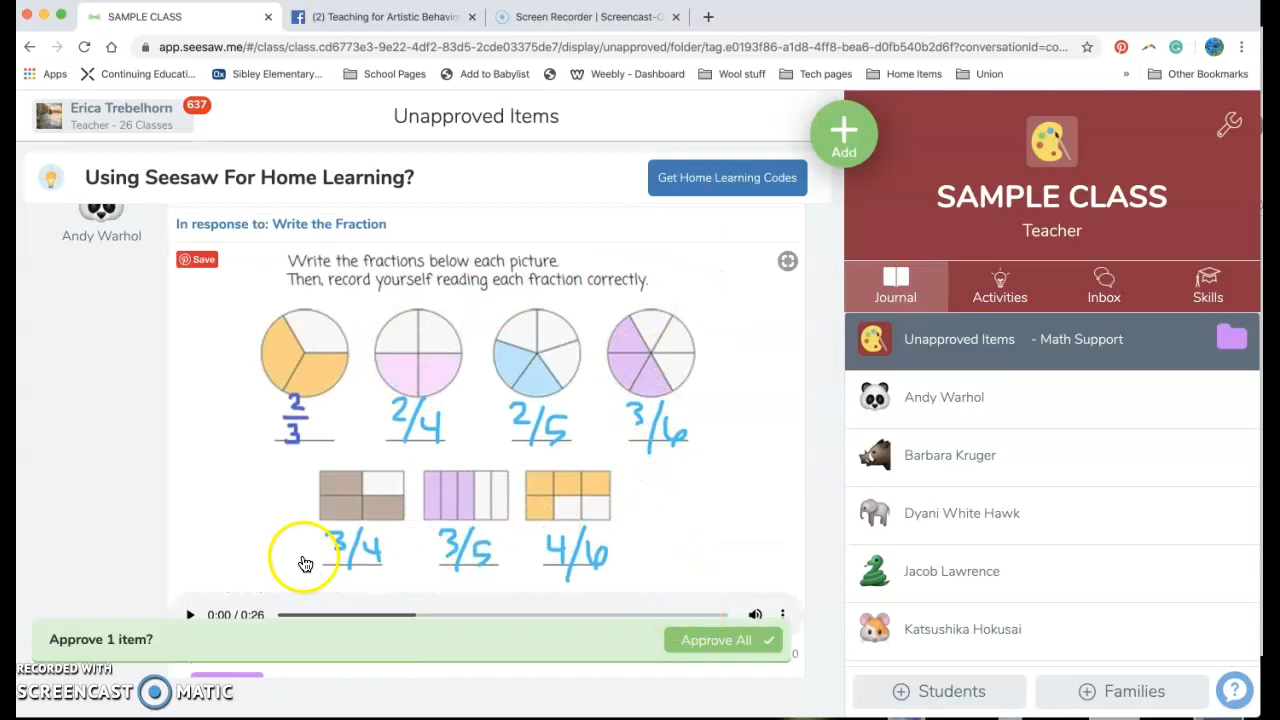 SAMPLE CLASS
(2) Teaching for Artistic Behavi
Screen Recorder | Screencast-O
app.seesaw.me/#/class/class.cd6773e3-9e22-4df2-83d5-2cde03375de7/display/unapproved/folder/tag.e0193f86-a1d8-4ff8-bea6-d0fb540b2d6f?conversationId=co...
Apps
Continuing Educati...
Sibley Elementary...
School Pages
Add to Babylist
Weebly - Dashboard
Wool stuff
Tech pages
Home Items
Union
»
Other Bookmarks
Erica Trebelhorn
637
Teacher - 26 Classes
Unapproved Items
Add
Using Seesaw For Home Learning?
Get Home Learning Codes
Andy Warhol
In response to: Write the Fraction
Save
Write the fractions below each picture.
Then, record yourself reading each fraction correctly.
2/3 2/4 2/5 3/6
3/4 3/5 4/6
0:00 / 0:26
Approve 1 item?
Approve All
0
RECORDED WITH
SCREENCAST MATIC
SAMPLE CLASS
Teacher
Journal
Activities
Inbox
Skills
Unapproved Items - Math Support
Andy Warhol
Barbara Kruger
Dyani White Hawk
Jacob Lawrence
Katsushika Hokusai
Students
Families
?